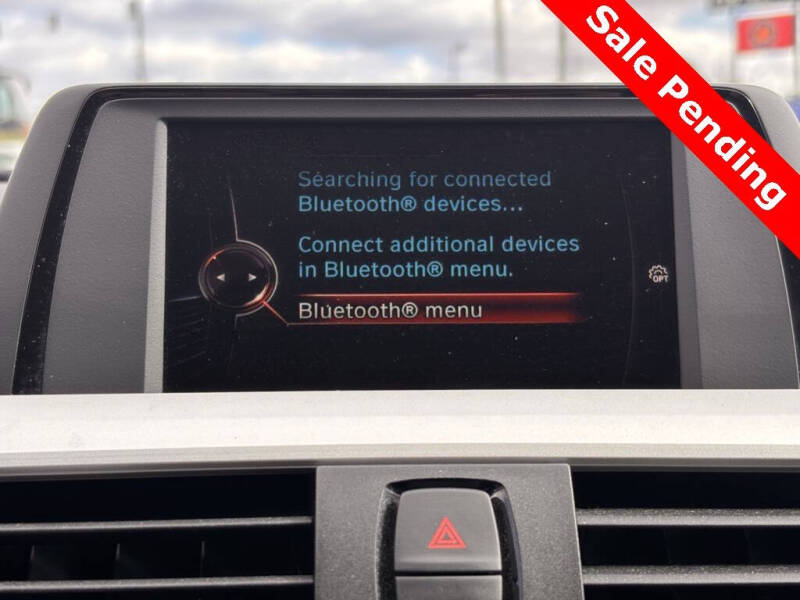 Sale Pending
Searching for connected
Bluetooth® devices...
Connect additional devices
in Bluetooth® menu.
OPT
Bluetooth® menu